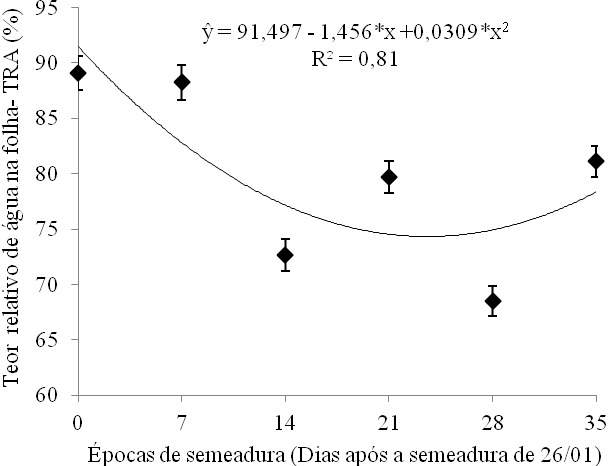 ŷ = 91,497 - 1,456*x +0,0309*x²
R² = 0,81
Teor relativo de água na folha- TRA (%)
95
90
85
80
75
70
65
60
0 7 14 21 28 35
Épocas de semeadura (Dias após a semeadura de 26/01)